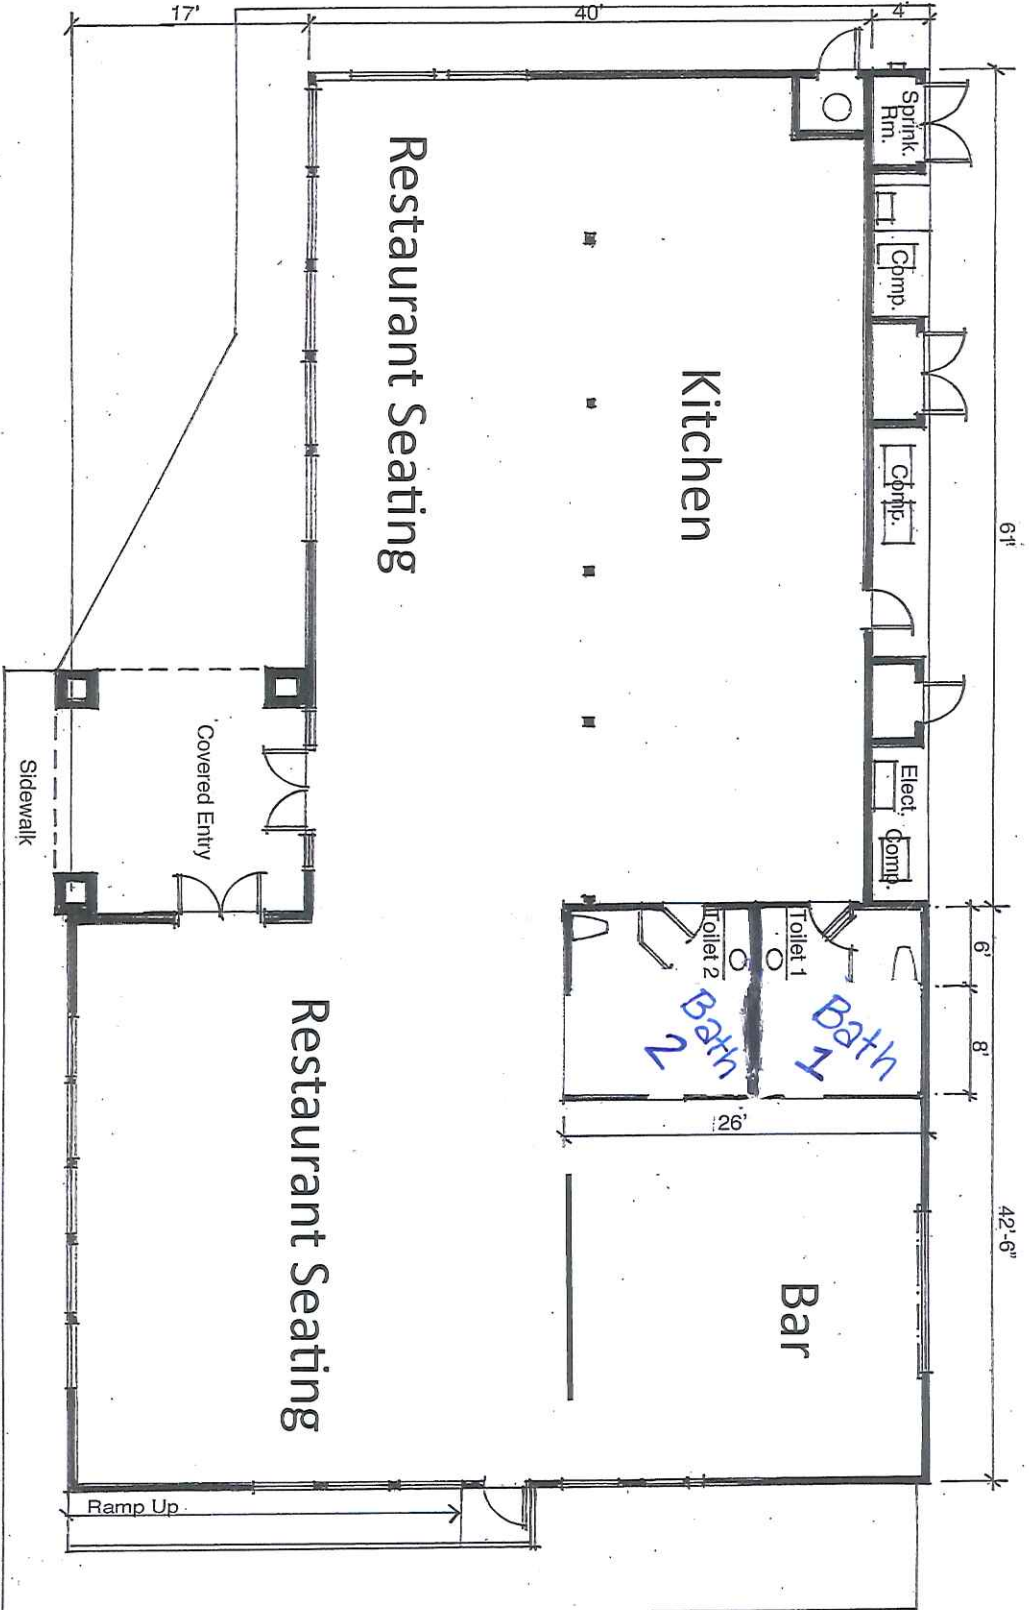 17'
40'
4'
Sprink.
Rm.
Comp.
Comp.
61'
Elect.
Comp.
Kitchen
Restaurant Seating
Covered Entry
Sidewalk
Toilet 1
Toilet 2
Bath
1
Bath
2
6'
8'
26'
42'-6"
Bar
Restaurant Seating
Ramp Up